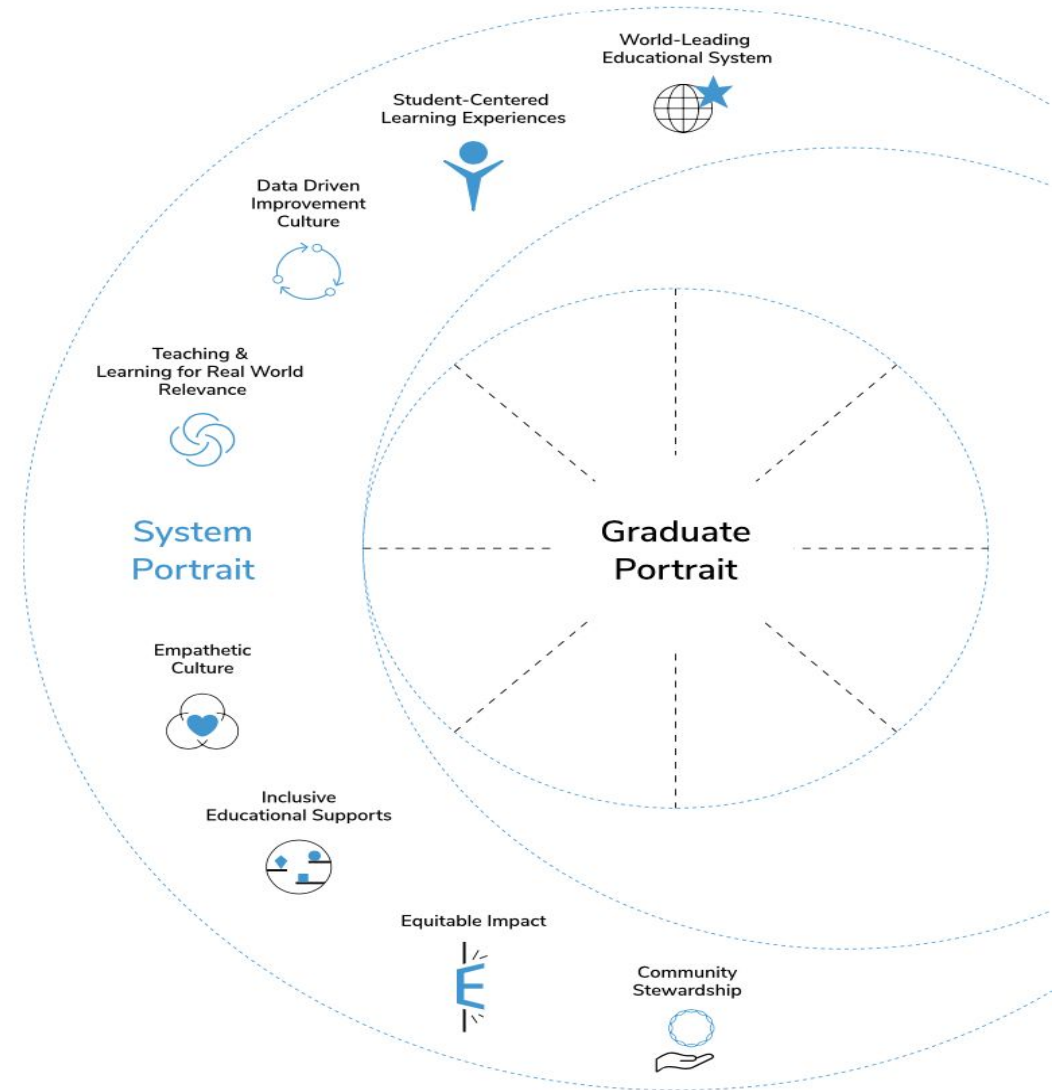 World-Leading
Educational System
Student-Centered
Learning Experiences
Data Driven
Improvement
Culture
Teaching &
Learning for Real World
Relevance
System
Portrait
Graduate
Portrait
Empathetic
Culture
Inclusive
Educational Supports
Equitable Impact
Community
Stewardship